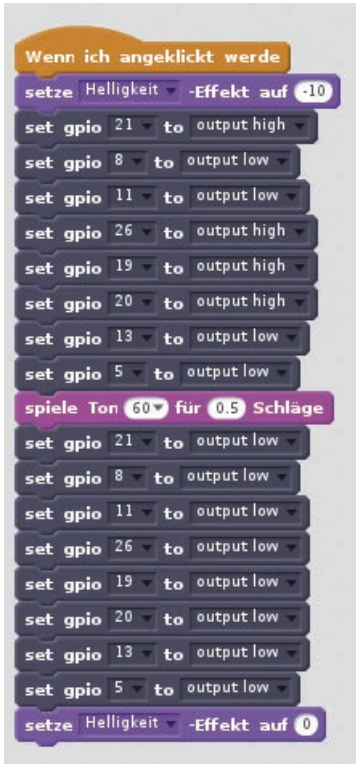 Wenn ich angeklickt werde
setze Helligkeit -Effekt auf -10
set gpio 21 to output high
set gpio 8 to output low
set gpio 11 to output low
set gpio 26 to output high
set gpio 19 to output high
set gpio 20 to output high
set gpio 13 to output low
set gpio 5 to output low
spiele Ton 60 für 0.5 Schläge
set gpio 21 to output low
set gpio 8 to output low
set gpio 11 to output low
set gpio 26 to output low
set gpio 19 to output low
set gpio 20 to output low
set gpio 13 to output low
set gpio 5 to output low
setze Helligkeit -Effekt auf 0